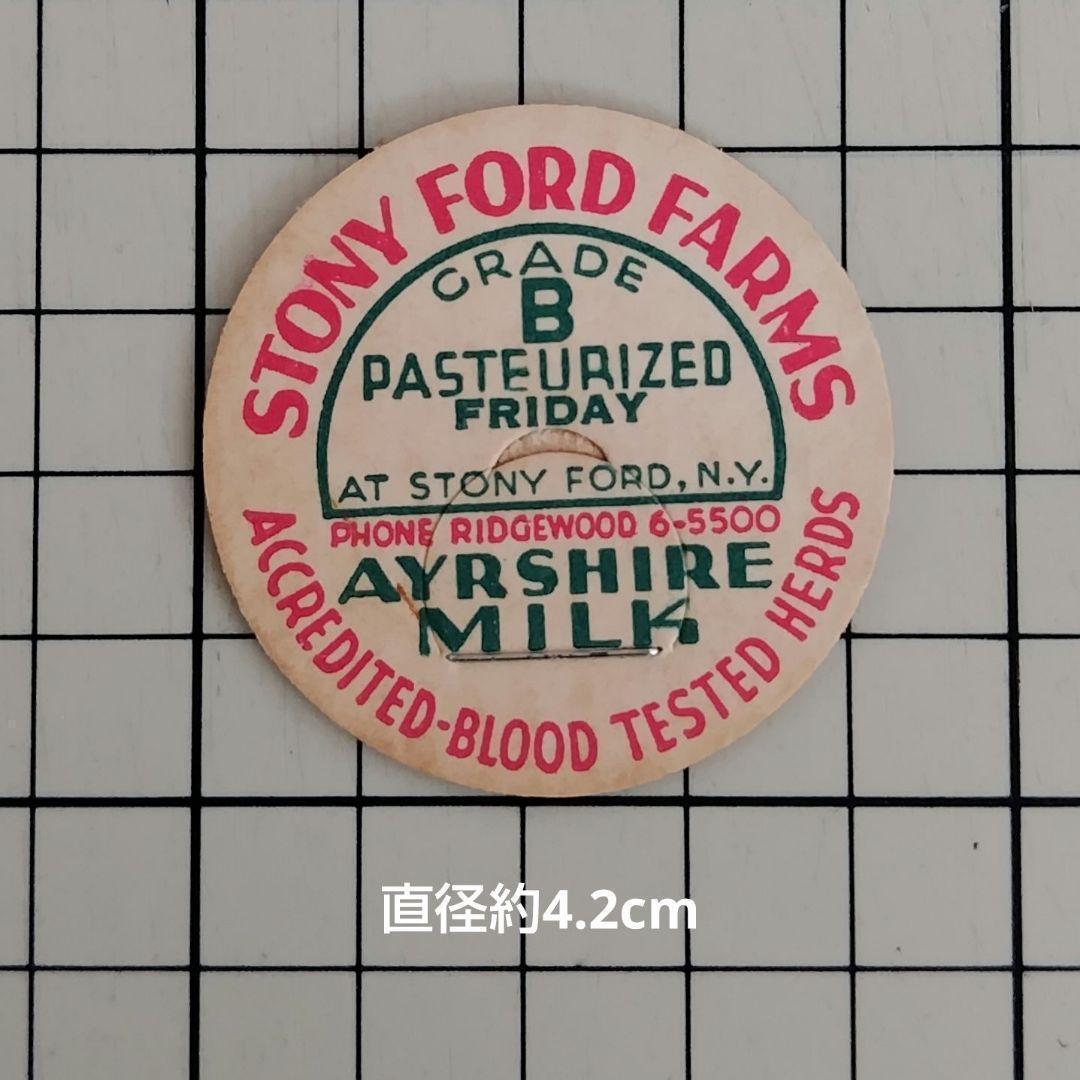 STONY FORD FARMS
GRADE
B
PASTEURIZED
FRIDAY
AT STONY FORD, N.Y.
PHONE RIDGEWOOD 6-5500
AYRSHIRE
MILK
ACCREDITED-BLOOD TESTED HERDS
直径約4.2cm